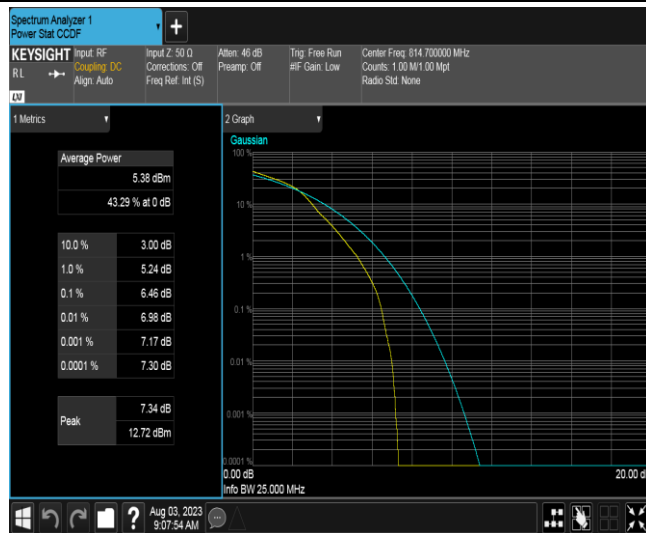 Spectrum Analyzer 1
Power Stat CCDF
+
KEYSIGHT
RL
Input: RF
Coupling: DC
Align: Auto
Input Z: 50 Ω
Corrections: Off
Freq Ref: Int (S)
Atten: 46 dB
Preamp: Off
Trig: Free Run
#IF Gain: Low
Center Freq: 814.700000 MHz
Counts: 1.00 M/1.00 Mpt
Radio Std: None
1 Metrics
Average Power
5.38 dBm
43.29 % at 0 dB
10.0 % 3.00 dB
1.0 % 5.24 dB
0.1 % 6.46 dB
0.01 % 6.98 dB
0.001 % 7.17 dB
0.0001 % 7.30 dB
Peak
7.34 dB
12.72 dBm
2 Graph
Gaussian
100 %
10 %
1 %
0.1 %
0.01 %
0.001 %
0.0001 %
0.00 dB
20.00 d
Info BW 25.000 MHz
?
Aug 03, 2023
9:07:54 AM